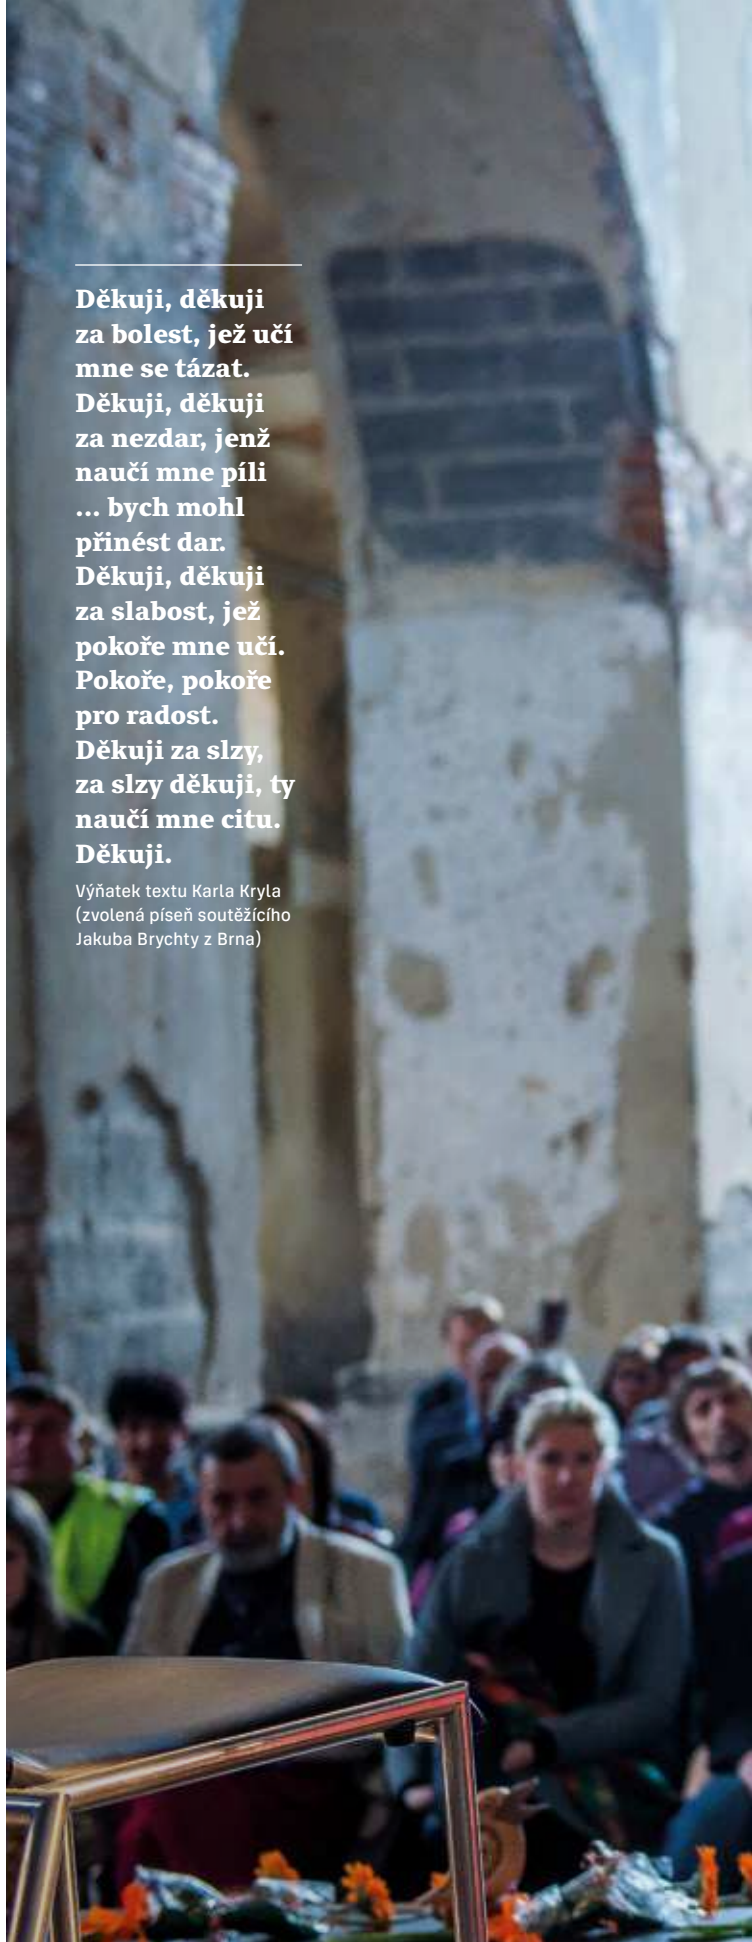 Děkuji, děkuji
za bolest, jež učí
mne se tázat.
Děkuji, děkuji
za nezdar, jenž
naučí mne píli
... bych mohl
přinést dar.
Děkuji, děkuji
za slabost, jež
pokoře mne učí.
Pokoře, pokoře
pro radost.
Děkuji za slzy,
za slzy děkuji, ty
naučí mne citu.
Děkuji.
Výňatek textu Karla Kryla
(zvolená píseň soutěžícího
Jakuba Brychty z Brna)